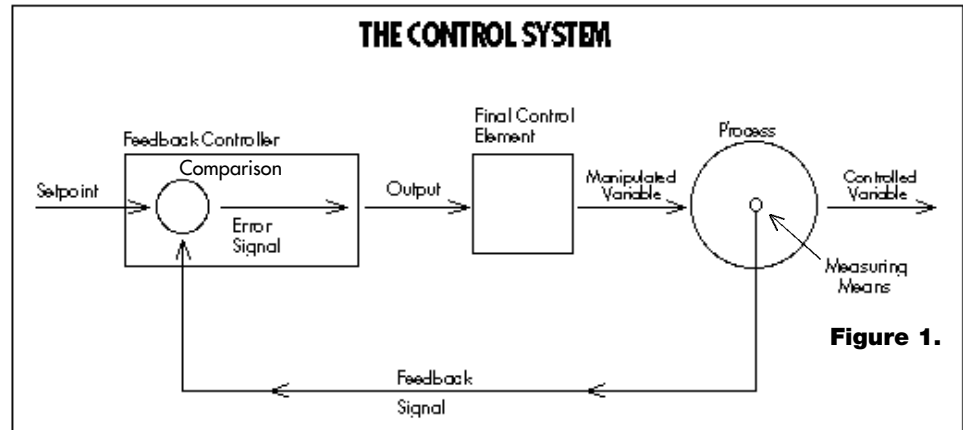 THE CONTROL SYSTEM
Final Control
Element
Process
Feedback Controller
Comparison
Setpoint
Output
Manipulated
Variable
Controlled
Variable
Error
Signal
Measuring
Means
Figure 1.
Feedback
Signal